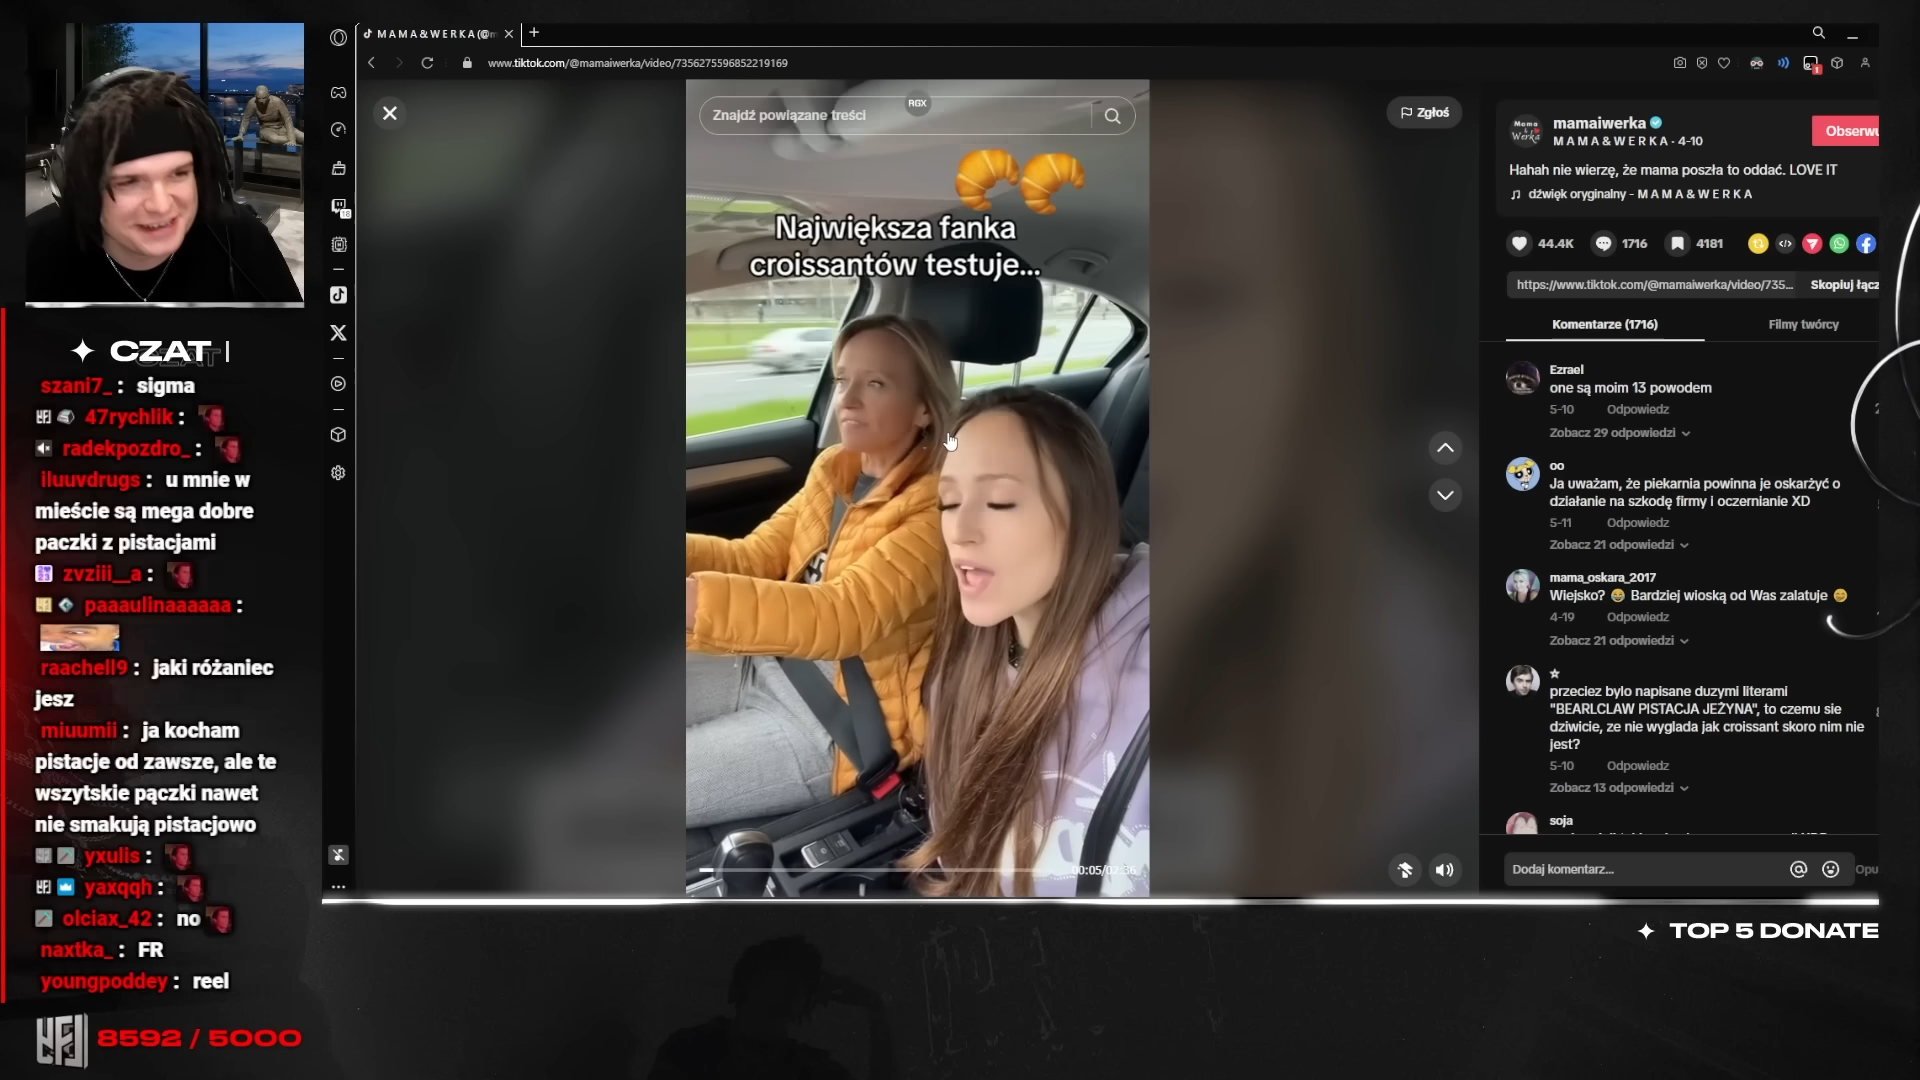 MAMA&WERKA(@m
www.tiktok.com/@mamaiwerka/video/7356275596852219169
Znajdź powiązane treści
RGX
Zgłoś
Największa fanka
croissantów testuje...
00:05/02:36
mamaiwerka
MAMA&WERKA · 4-10
Obserwu
Hahah nie wierzę, że mama poszła to oddać. LOVE IT
dźwięk oryginalny - MAMA&WERKA
44.4K
1716
4181
https://www.tiktok.com/@mamaiwerka/video/735...
Skopiuj łącz
Komentarze (1716)
Filmy twórcy
Ezrael
one są moim 13 powodem
5-10 Odpowiedz
Zobacz 29 odpowiedzi
oo
Ja uważam, że piekarnia powinna je oskarżyć o
działanie na szkodę firmy i oczernianie XD
5-11 Odpowiedz
Zobacz 21 odpowiedzi
mama_oskara_2017
Wiejsko? 😂 Bardziej wioską od Was zalatuje 😊
4-19 Odpowiedz
Zobacz 21 odpowiedzi
☆
przeciez bylo napisane duzymi literami
"BEARLCLAW PISTACJA JEŻYNA", to czemu sie
dziwicie, ze nie wyglada jak croissant skoro nim nie
jest?
5-10 Odpowiedz
Zobacz 13 odpowiedzi
soja
Dodaj komentarz...
Opu
TOP 5 DONATE
CZAT
szani7_ : sigma
47rychlik :
radekpozdro_ :
iluuvdrugs : u mnie w
mieście są mega dobre
paczki z pistacjami
zvziii__a :
paaaulinaaaaaa :
raachell9 : jaki różaniec
jesz
miuumii : ja kocham
pistacje od zawsze, ale te
wszytskie pączki nawet
nie smakują pistacjowo
yxulis :
yaxqqh :
olciax_42 : no
naxtka_ : FR
youngpoddey : reel
8592 / 5000
18
1